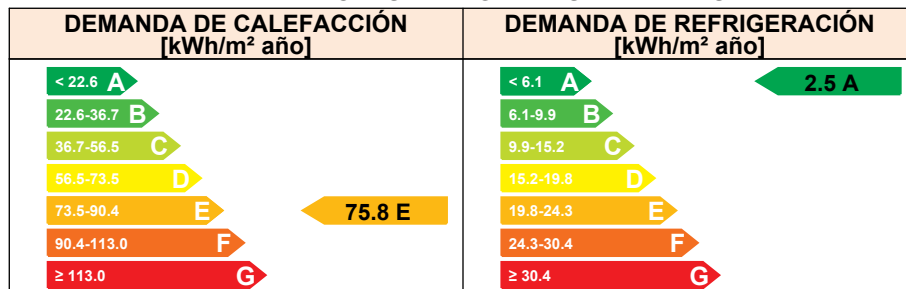 DEMANDA DE CALEFACCIÓN
[kWh/m² año]
DEMANDA DE REFRIGERACIÓN
[kWh/m² año]
< 22.6 A
22.6-36.7 B
36.7-56.5 C
56.5-73.5 D
73.5-90.4 E
75.8 E
90.4-113.0 F
≥ 113.0 G
< 6.1 A
2.5 A
6.1-9.9 B
9.9-15.2 C
15.2-19.8 D
19.8-24.3 E
24.3-30.4 F
≥ 30.4 G